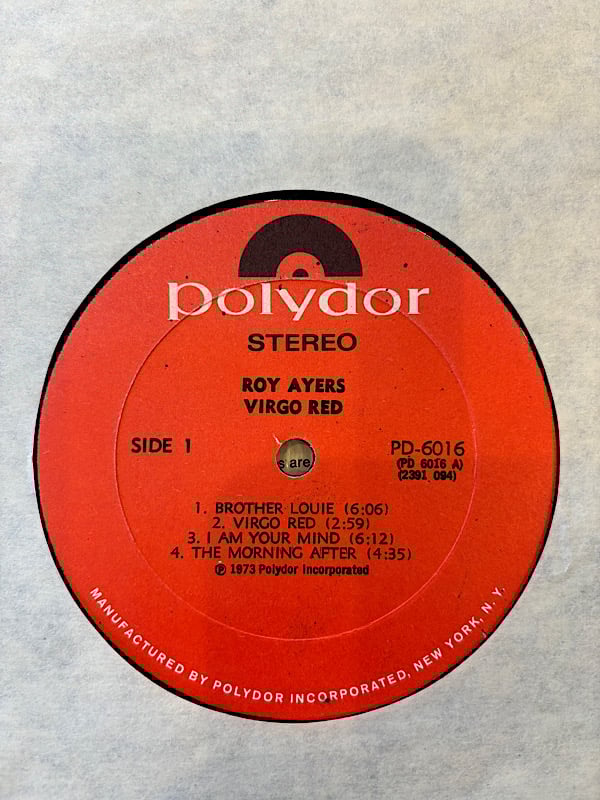 polydor
STEREO
ROY AYERS
VIRGO RED
SIDE 1
PD-6016
(PD 6016 A)
(2391 094)
s are
1. BROTHER LOUIE (6:06)
2. VIRGO RED (2:59)
3. I AM YOUR MIND (6:12)
4. THE MORNING AFTER (4:35)
℗ 1973 Polydor Incorporated
MANUFACTURED BY POLYDOR INCORPORATED, NEW YORK, N. Y.